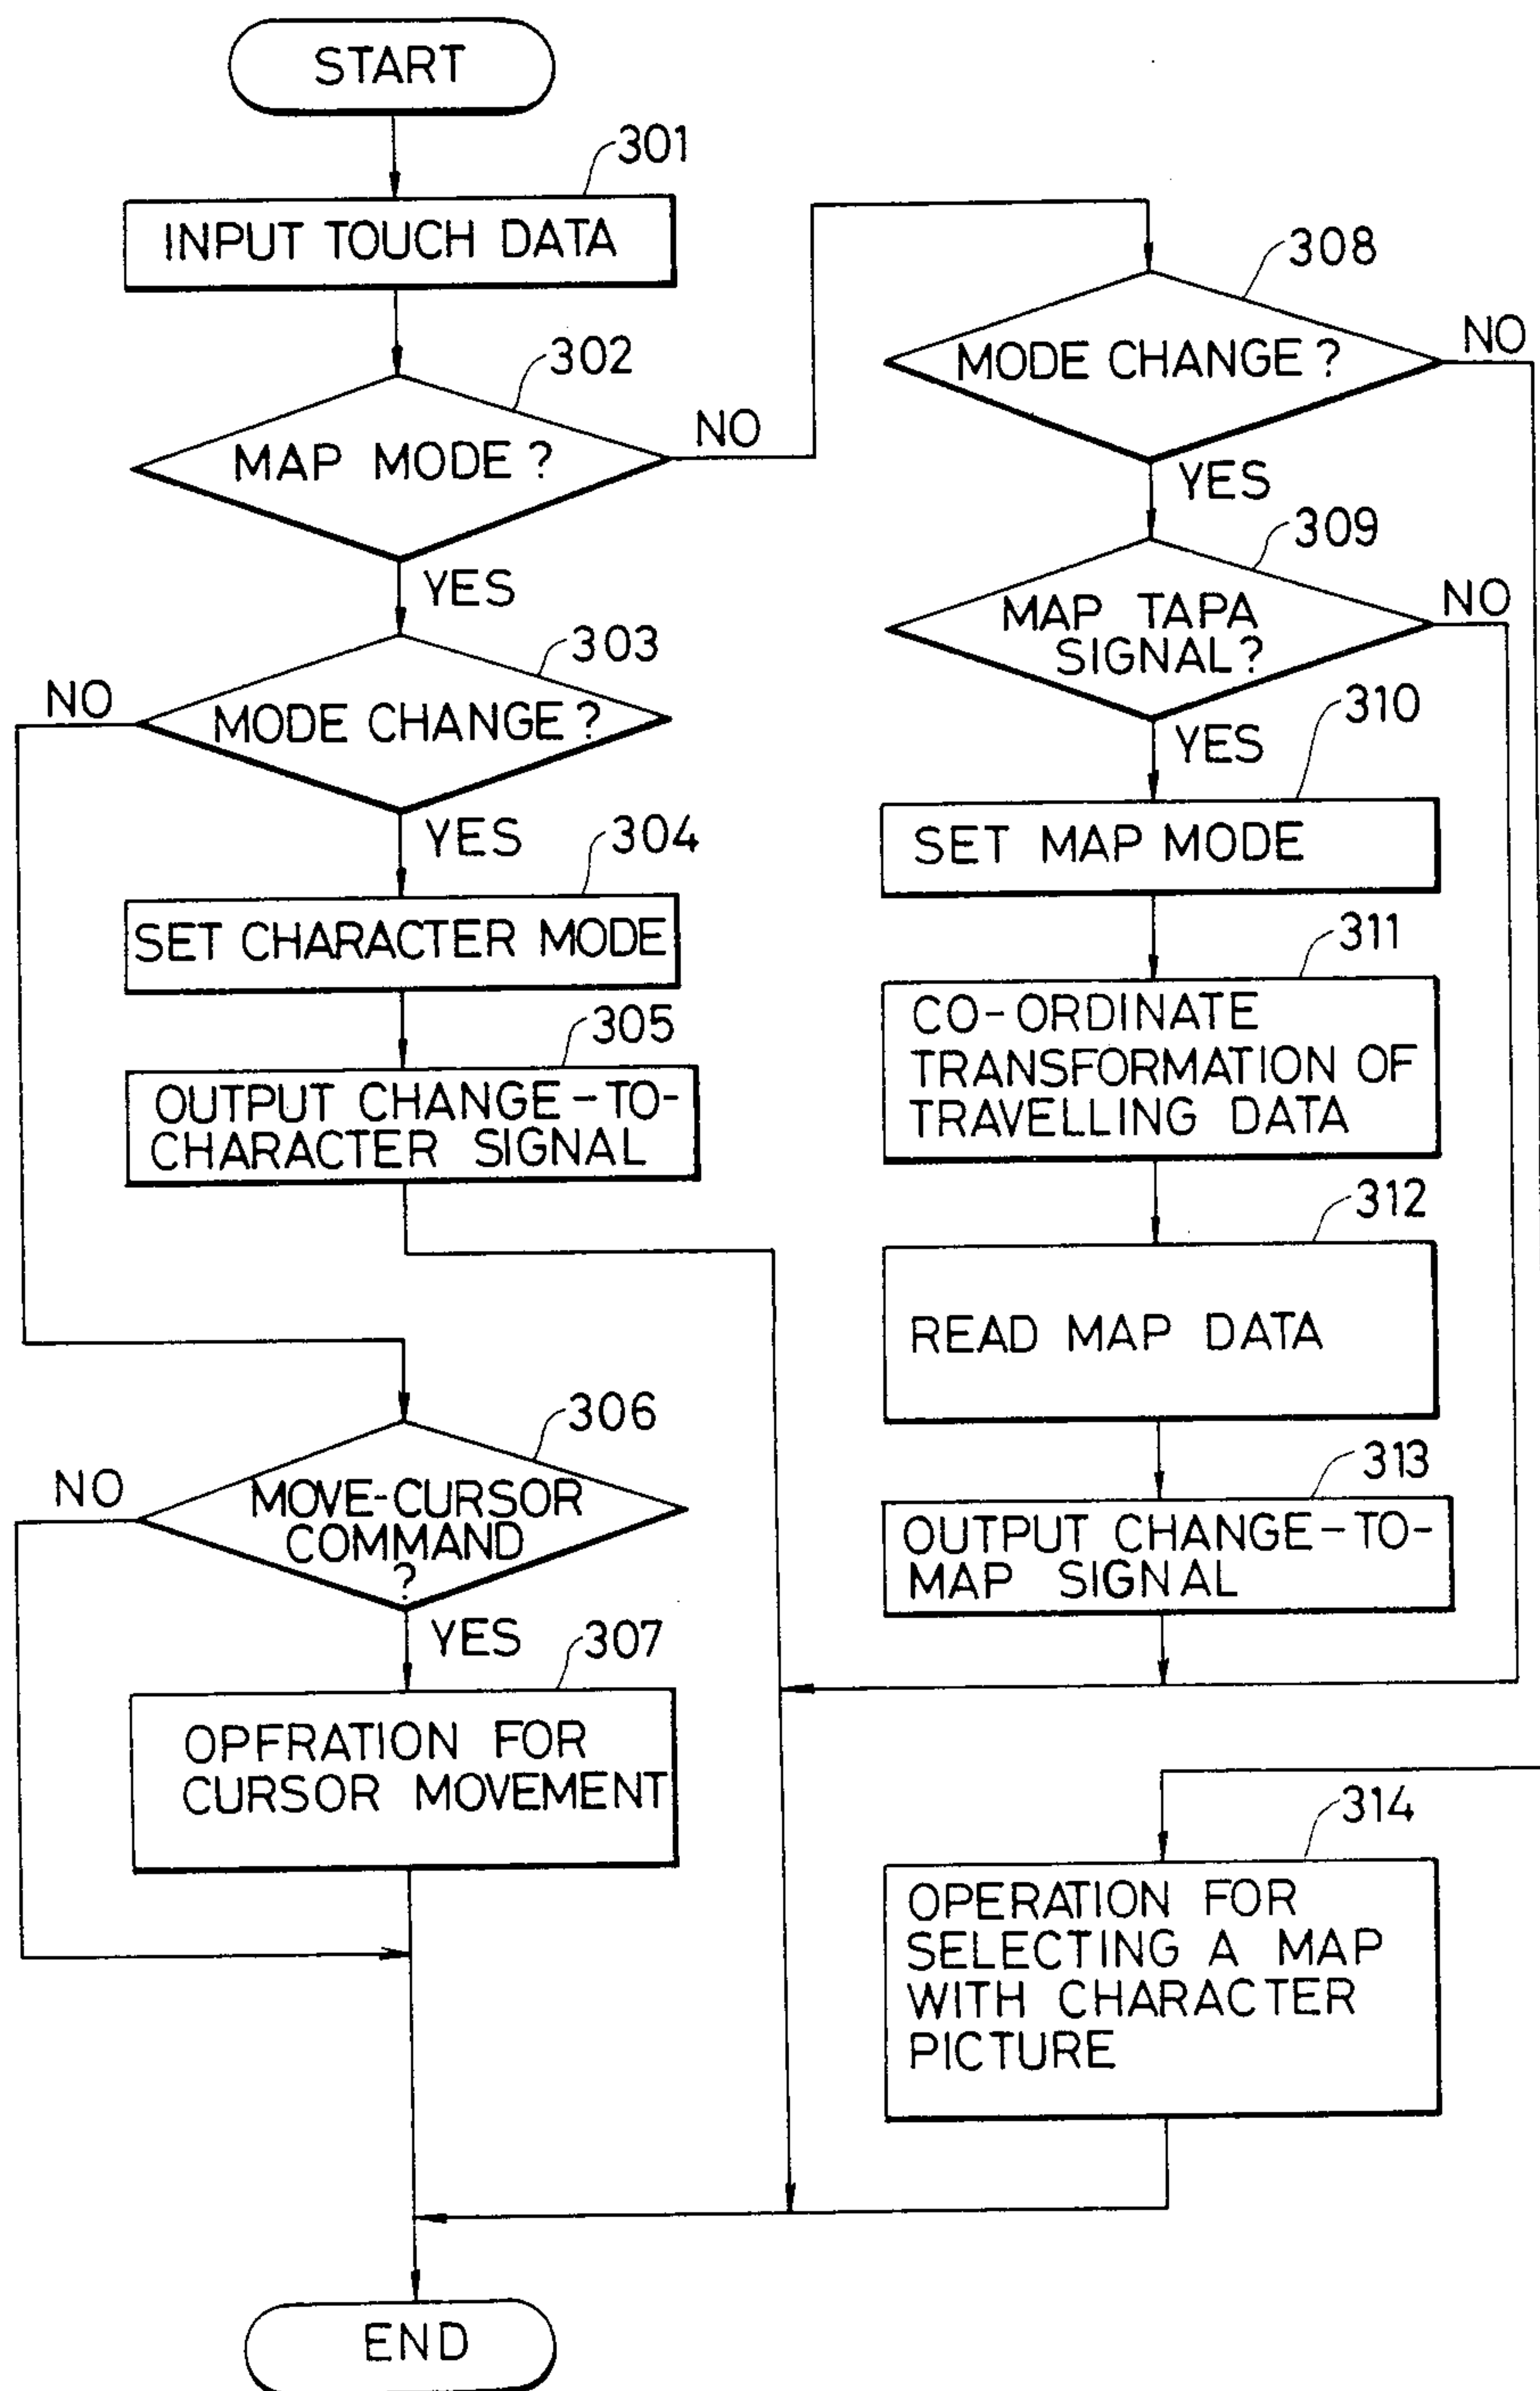 START
301
INPUT TOUCH DATA
302
MAP MODE?
NO
YES
303
NO
MODE CHANGE?
YES
304
SET CHARACTER MODE
305
OUTPUT CHANGE-TO-
CHARACTER SIGNAL
306
NO
MOVE-CURSOR
COMMAND
?
YES
307
OPFRATION FOR
CURSOR MOVEMENT
308
MODE CHANGE?
NO
YES
309
MAP TAPA
SIGNAL?
NO
YES
310
SET MAP MODE
311
CO-ORDINATE
TRANSFORMATION OF
TRAVELLING DATA
312
READ MAP DATA
313
OUTPUT CHANGE-TO-
MAP SIGNAL
314
OPERATION FOR
SELECTING A MAP
WITH CHARACTER
PICTURE
END